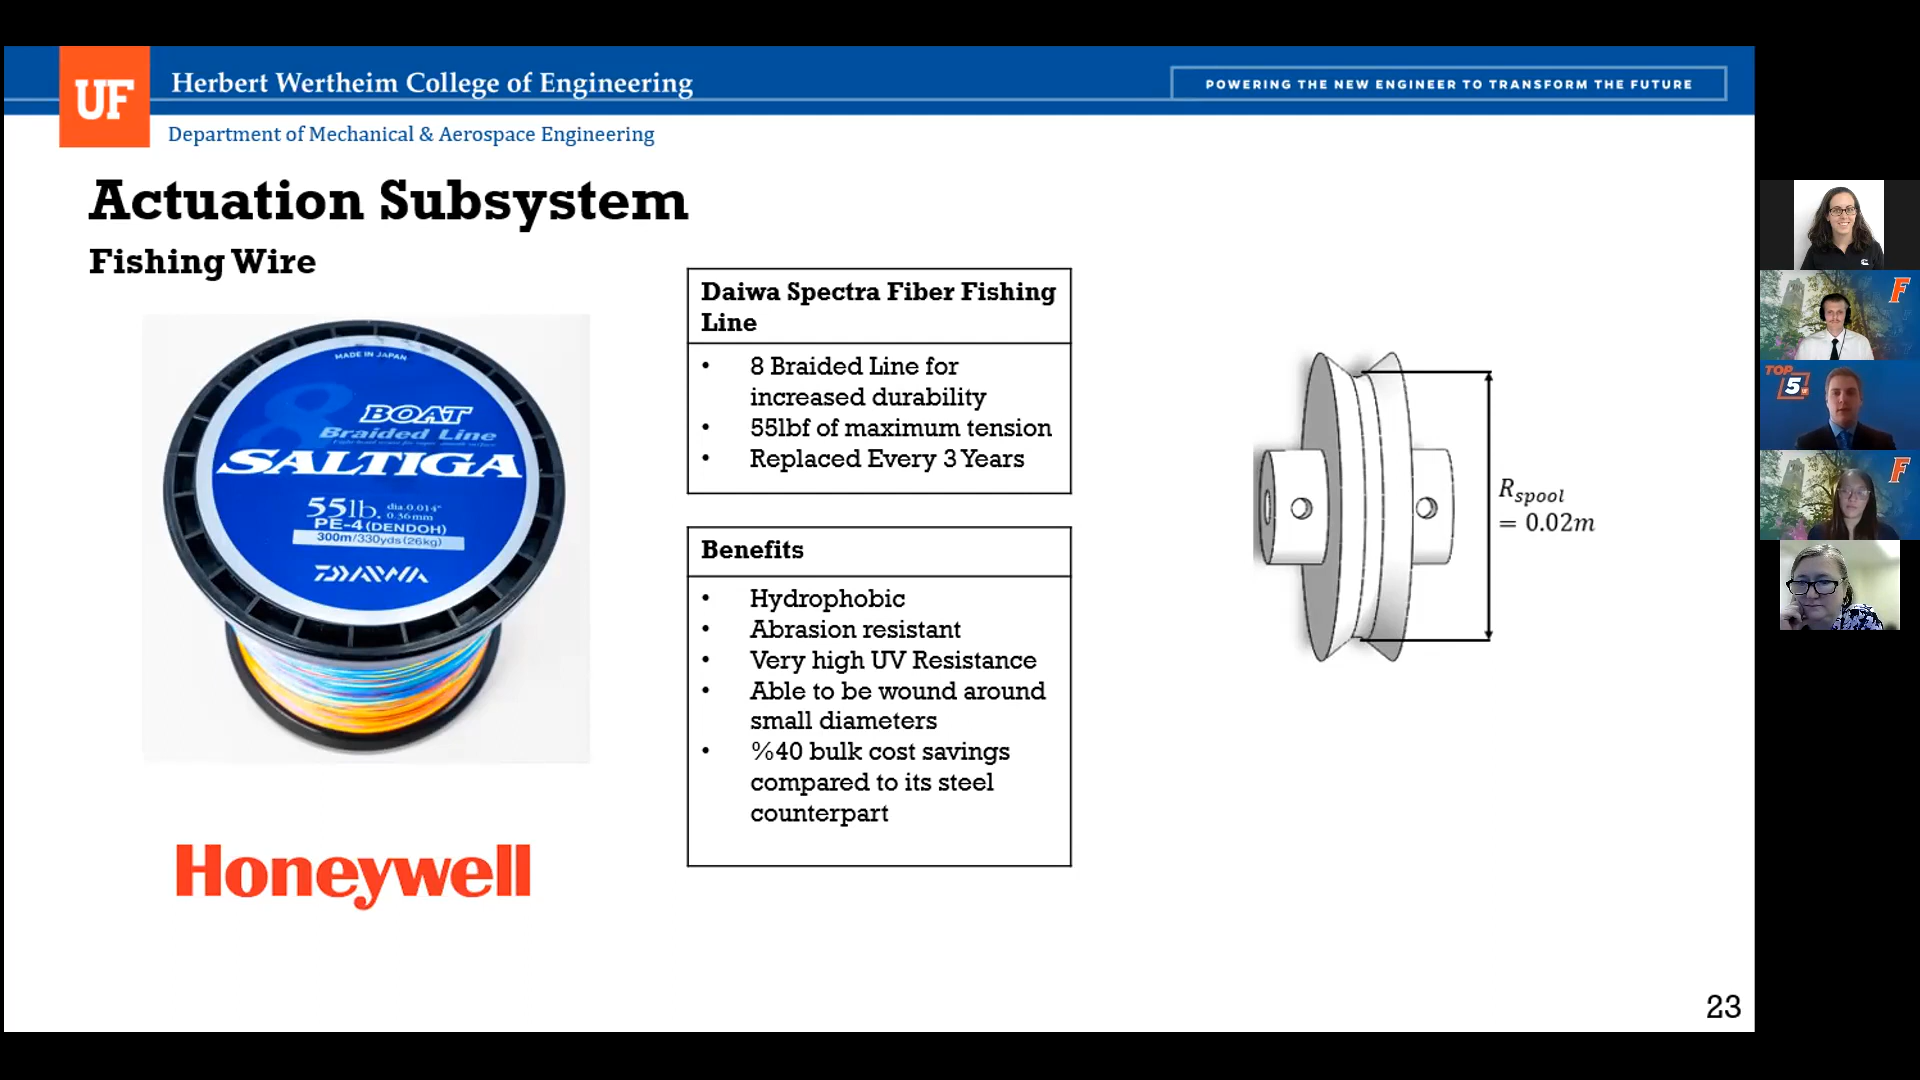 UF
Herbert Wertheim College of Engineering
POWERING THE NEW ENGINEER TO TRANSFORM THE FUTURE
Department of Mechanical & Aerospace Engineering
Actuation Subsystem
Fishing Wire
MADE IN JAPAN
8
BOAT
Braided Line
SALTIGA
55lb. dia.0.014"
0.36mm
PE-4 (DENDOH)
300m/330yds (26kg)
DAIWA
Honeywell
Daiwa Spectra Fiber Fishing
Line
• 8 Braided Line for
increased durability
• 55lbf of maximum tension
• Replaced Every 3 Years
Benefits
• Hydrophobic
• Abrasion resistant
• Very high UV Resistance
• Able to be wound around
small diameters
• %40 bulk cost savings
compared to its steel
counterpart
R_spool
= 0.02m
23
F
TOP
5
F